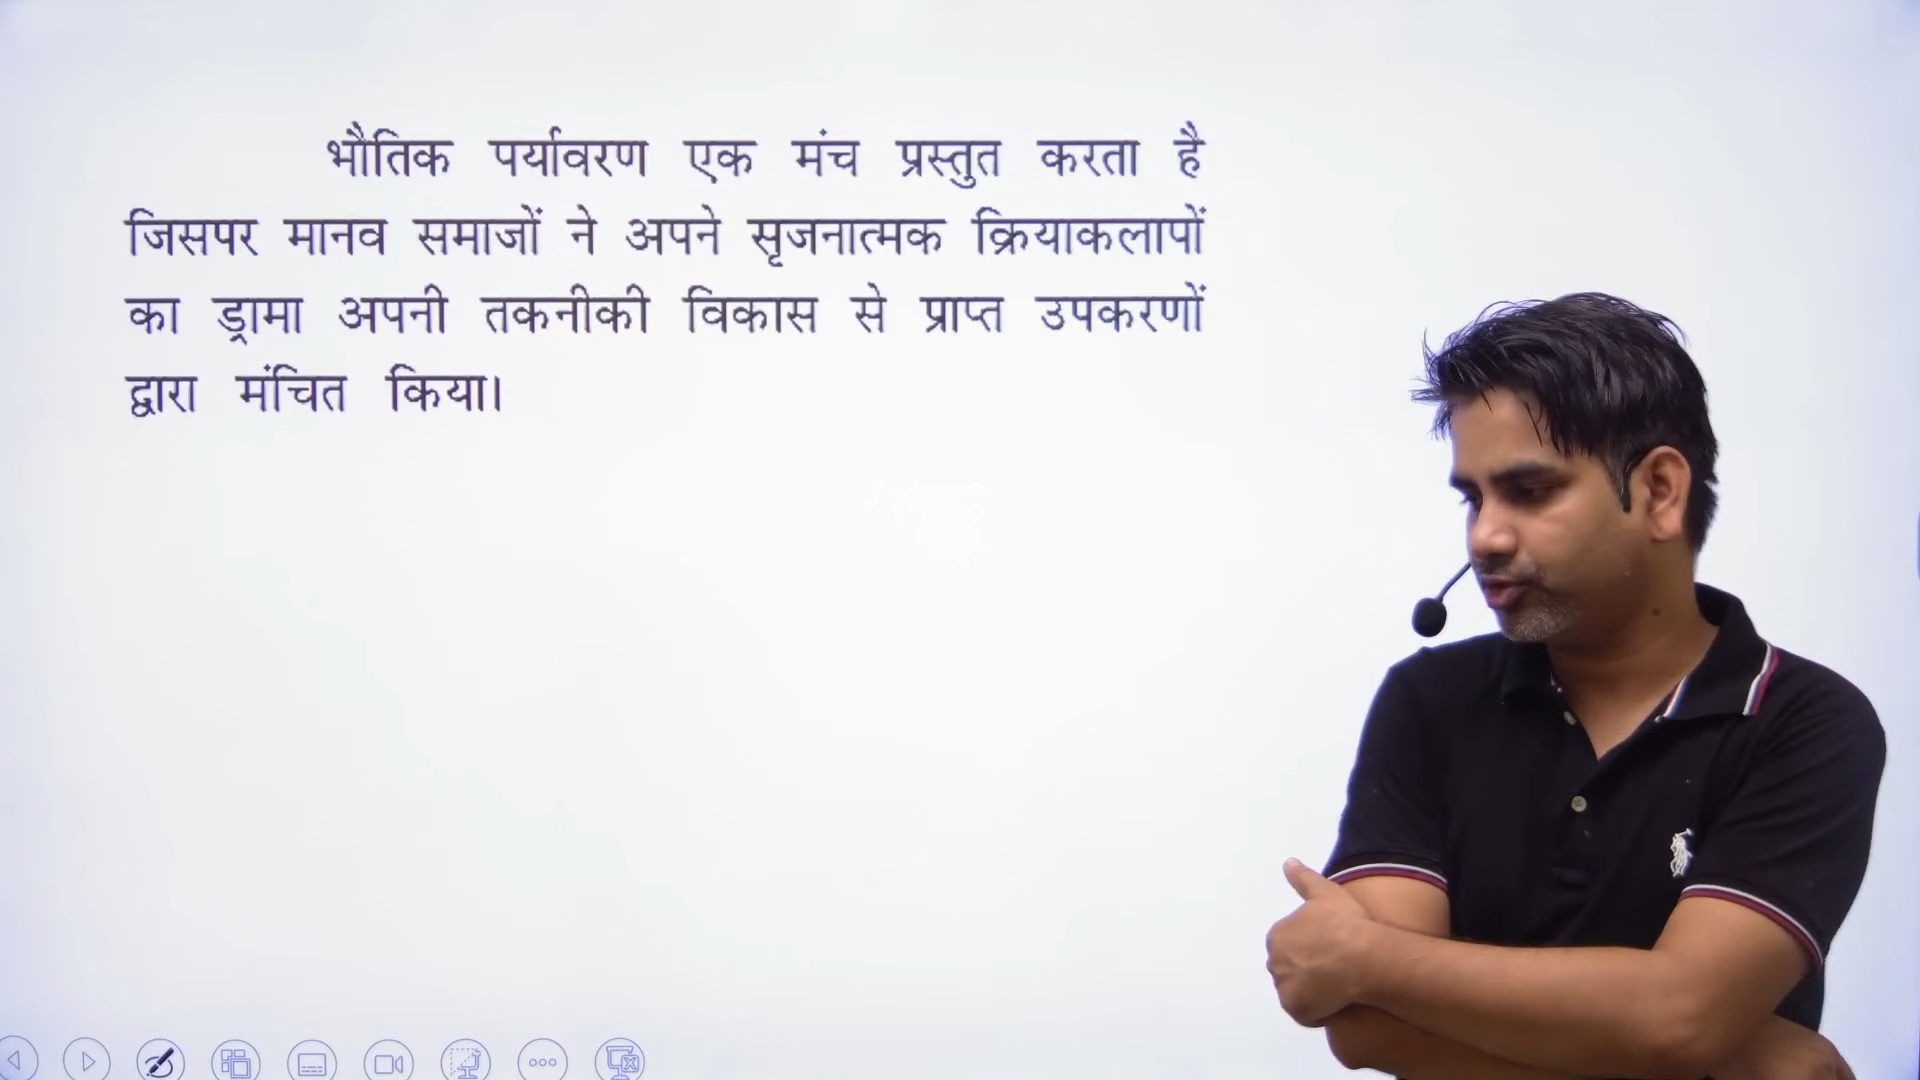 भौतिक पर्यावरण एक मंच प्रस्तुत करता है
जिसपर मानव समाजों ने अपने सृजनात्मक क्रियाकलापों
का ड्रामा अपनी तकनीकी विकास से प्राप्त उपकरणों
द्वारा मंचित किया।